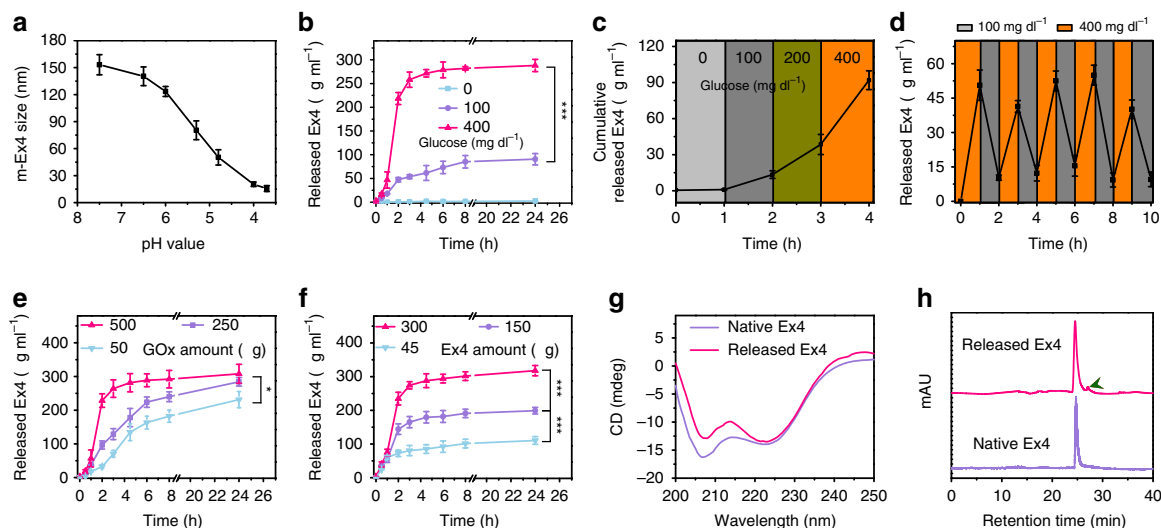 a
180
150
120
90
60
30
0
m-Ex4 size (nm)
8 7 6 5 4
pH value
b
300
250
200
150
100
50
0
Released Ex4 ( g ml⁻¹)
0
100
400
Glucose (mg dl⁻¹)
***
0 2 4 6 8 20 22 24 26
Time (h)
c
120
90
60
30
0
Cumulative
released Ex4 ( g ml⁻¹)
0 100 200 400
Glucose (mg dl⁻¹)
0 1 2 3 4
Time (h)
d
100 mg dl⁻¹ 400 mg dl⁻¹
60
45
30
15
0
Released Ex4 ( g ml⁻¹)
0 2 4 6 8 10
Time (h)
e
500 250
50 GOx amount ( g)
400
300
200
100
0
Released Ex4 ( g ml⁻¹)
*
0 2 4 6 8 20 22 24 26
Time (h)
f
300 150
45 Ex4 amount ( g)
400
300
200
100
0
Released Ex4 ( g ml⁻¹)
***
***
0 2 4 6 8 20 22 24 26
Time (h)
g
Native Ex4
Released Ex4
5
0
−5
−10
−15
−20
CD (mdeg)
200 210 220 230 240 250
Wavelength (nm)
h
Released Ex4
Native Ex4
mAU
0 10 20 30 40
Retention time (min)